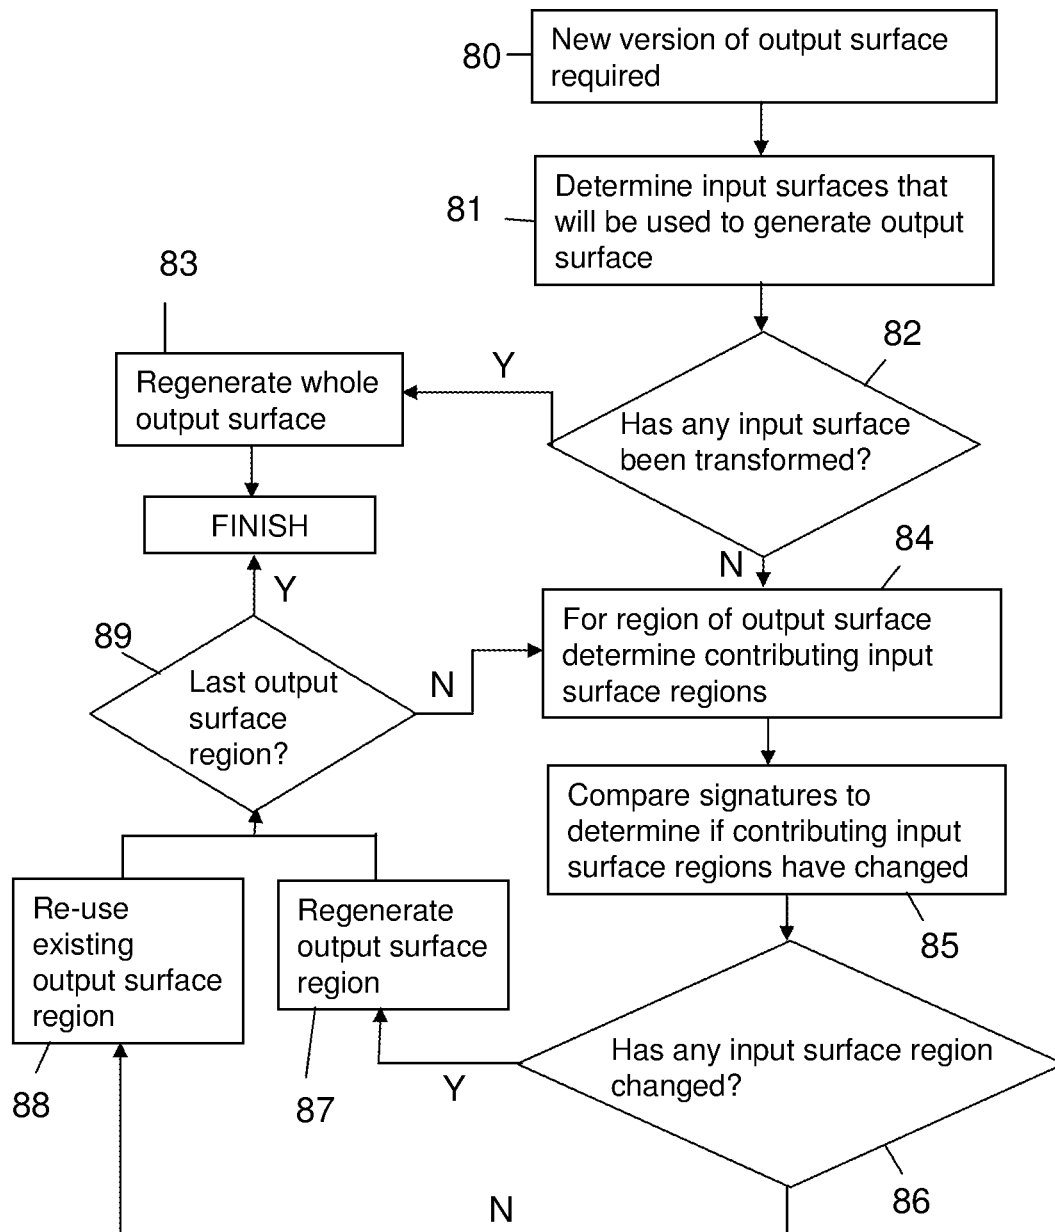 80
New version of output surface
required
81
Determine input surfaces that
will be used to generate output
surface
83
82
Y
Regenerate whole
output surface
Has any input surface
been transformed?
FINISH
84
N
Y
For region of output surface
determine contributing input
surface regions
89
N
Last output
surface
region?
Compare signatures to
determine if contributing input
surface regions have changed
Re-use
existing
output surface
region
Regenerate
output surface
region
85
Has any input surface region
changed?
Y
88
87
86
N